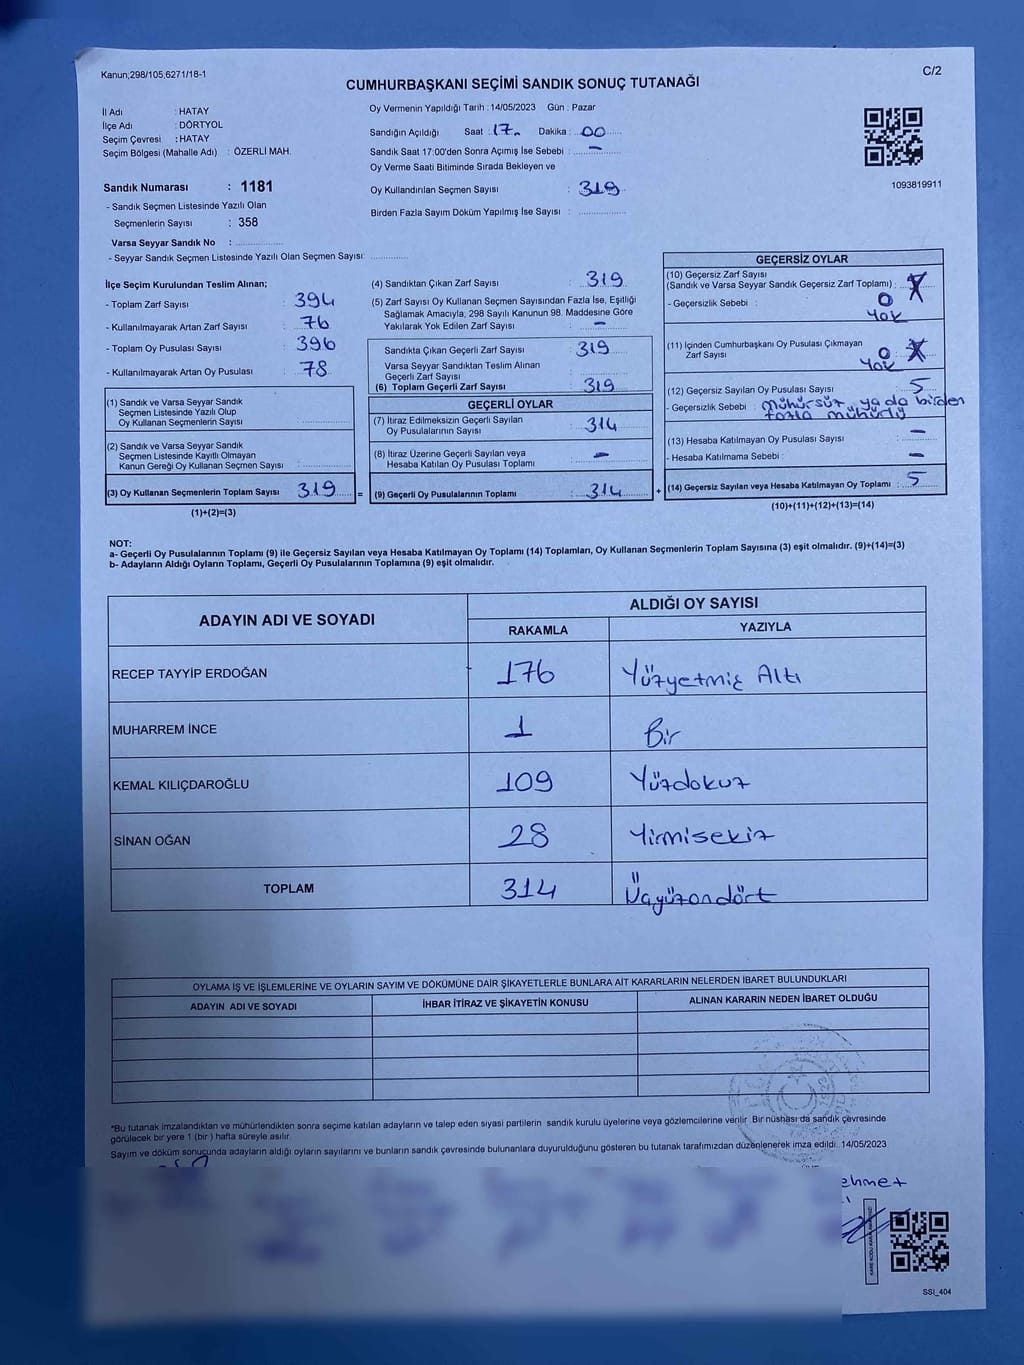 Kanun;298/105,6271/18-1
C/2
CUMHURBAŞKANI SEÇİMİ SANDIK SONUÇ TUTANAĞI
İl Adı : HATAY
İlçe Adı : DÖRTYOL
Seçim Çevresi : HATAY
Seçim Bölgesi (Mahalle Adı) : ÖZERLİ MAH.
Sandık Numarası : 1181
- Sandık Seçmen Listesinde Yazılı Olan
Seçmenlerin Sayısı : 358
Varsa Seyyar Sandık No :
- Seyyar Sandık Seçmen Listesinde Yazılı Olan Seçmen Sayısı:
Oy Vermenin Yapıldığı Tarih : 14/05/2023 Gün : Pazar
Sandığın Açıldığı Saat : 17 Dakika : 00
Sandık Saat 17:00'den Sonra Açımış İse Sebebi : -
Oy Verme Saati Bitiminde Sırada Bekleyen ve
Oy Kullandırılan Seçmen Sayısı : 319
Birden Fazla Sayım Döküm Yapılmış İse Sayısı :
1093819911
İlçe Seçim Kurulundan Teslim Alınan;
- Toplam Zarf Sayısı : 394
- Kullanılmayarak Artan Zarf Sayısı : 76
- Toplam Oy Pusulası Sayısı : 396
- Kullanılmayarak Artan Oy Pusulası : 78
(1) Sandık ve Varsa Seyyar Sandık
Seçmen Listesinde Yazılı Olup
Oy Kullanan Seçmenlerin Sayısı :
(2) Sandık ve Varsa Seyyar Sandık
Seçmen Listesinde Kayıtlı Olmayan
Kanun Gereği Oy Kullanan Seçmen Sayısı :
(3) Oy Kullanan Seçmenlerin Toplam Sayısı 319 =
(1)+(2)=(3)
(4) Sandıktan Çıkan Zarf Sayısı : 319
(5) Zarf Sayısı Oy Kullanan Seçmen Sayısından Fazla İse, Eşitliği
Sağlamak Amacıyla, 298 Sayılı Kanunun 98. Maddesine Göre
Yakılarak Yok Edilen Zarf Sayısı : -
Sandıkta Çıkan Geçerli Zarf Sayısı : 319
Varsa Seyyar Sandıktan Teslim Alınan
Geçerli Zarf Sayısı :
(6) Toplam Geçerli Zarf Sayısı : 319
GEÇERLİ OYLAR
(7) İtiraz Edilmeksizin Geçerli Sayılan
Oy Pusulalarının Sayısı : 314
(8) İtiraz Üzerine Geçerli Sayılan veya
Hesaba Katılan Oy Pusulası Toplamı : -
(9) Geçerli Oy Pusulalarının Toplamı : 314 +
GEÇERSİZ OYLAR
(10) Geçersiz Zarf Sayısı
(Sandık ve Varsa Seyyar Sandık Geçersiz Zarf Toplamı) :
- Geçersizlik Sebebi : 0
Yok
(11) İçinden Cumhurbaşkanı Oy Pusulası Çıkmayan
Zarf Sayısı : 0
Yok
(12) Geçersiz Sayılan Oy Pusulası Sayısı : 5
- Geçersizlik Sebebi : Mühürsüz ya da birden
fazla mühürlü
(13) Hesaba Katılmayan Oy Pusulası Sayısı : -
- Hesaba Katılmama Sebebi : -
(14) Geçersiz Sayılan veya Hesaba Katılmayan Oy Toplamı : 5
(10)+(11)+(12)+(13)=(14)
NOT:
a- Geçerli Oy Pusulalarının Toplamı (9) ile Geçersiz Sayılan veya Hesaba Katılmayan Oy Toplamı (14) Toplamları, Oy Kullanan Seçmenlerin Toplam Sayısına (3) eşit olmalıdır. (9)+(14)=(3)
b- Adayların Aldığı Oyların Toplamı, Geçerli Oy Pusulalarının Toplamına (9) eşit olmalıdır.
ADAYIN ADI VE SOYADI ALDIĞI OY SAYISI
RAKAMLA YAZIYLA
RECEP TAYYİP ERDOĞAN 176 Yüzyetmiş Altı
MUHARREM İNCE 1 Bir
KEMAL KILIÇDAROĞLU 109 Yüzdokuz
SİNAN OĞAN 28 Yirmisekiz
TOPLAM 314 Üçyüzondört
OYLAMA İŞ VE İŞLEMLERİNE VE OYLARIN SAYIM VE DÖKÜMÜNE DAİR ŞİKAYETLERLE BUNLARA AİT KARARLARIN NELERDEN İBARET BULUNDUKLARI
ADAYIN ADI VE SOYADI İHBAR İTİRAZ VE ŞİKAYETİN KONUSU ALINAN KARARIN NEDEN İBARET OLDUĞU
*Bu tutanak imzalandıktan ve mühürlendikten sonra seçime katılan adayların ve talep eden siyasi partilerin sandık kurulu üyelerine veya gözlemcilerine verilir. Bir nüshası da sandık çevresinde
görülecek bir yere 1 (bir) hafta süreyle asılır.
Sayım ve döküm sonucunda adayların aldığı oyların sayılarını ve bunların sandık çevresinde bulunanlara duyurulduğunu gösteren bu tutanak tarafımızdan düzenlenerek imza edildi. 14/05/2023
ehmet
SSI_404